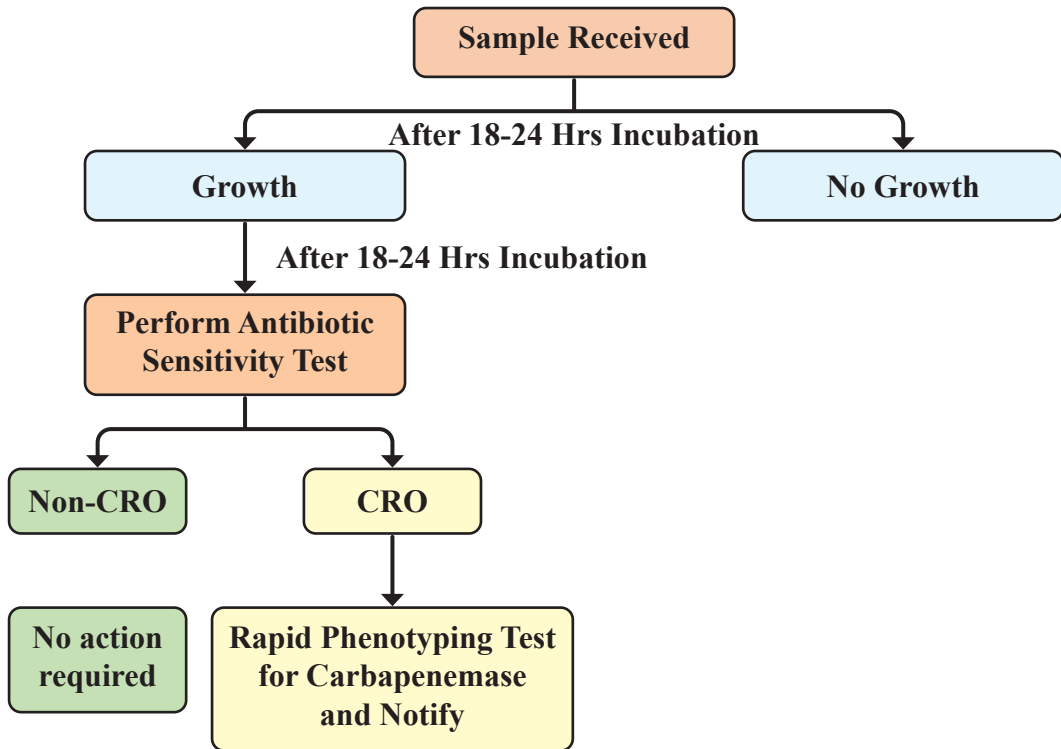 Sample Received
After 18-24 Hrs Incubation
Growth
No Growth
After 18-24 Hrs Incubation
Perform Antibiotic
Sensitivity Test
Non-CRO
CRO
No action
required
Rapid Phenotyping Test
for Carbapenemase
and Notify